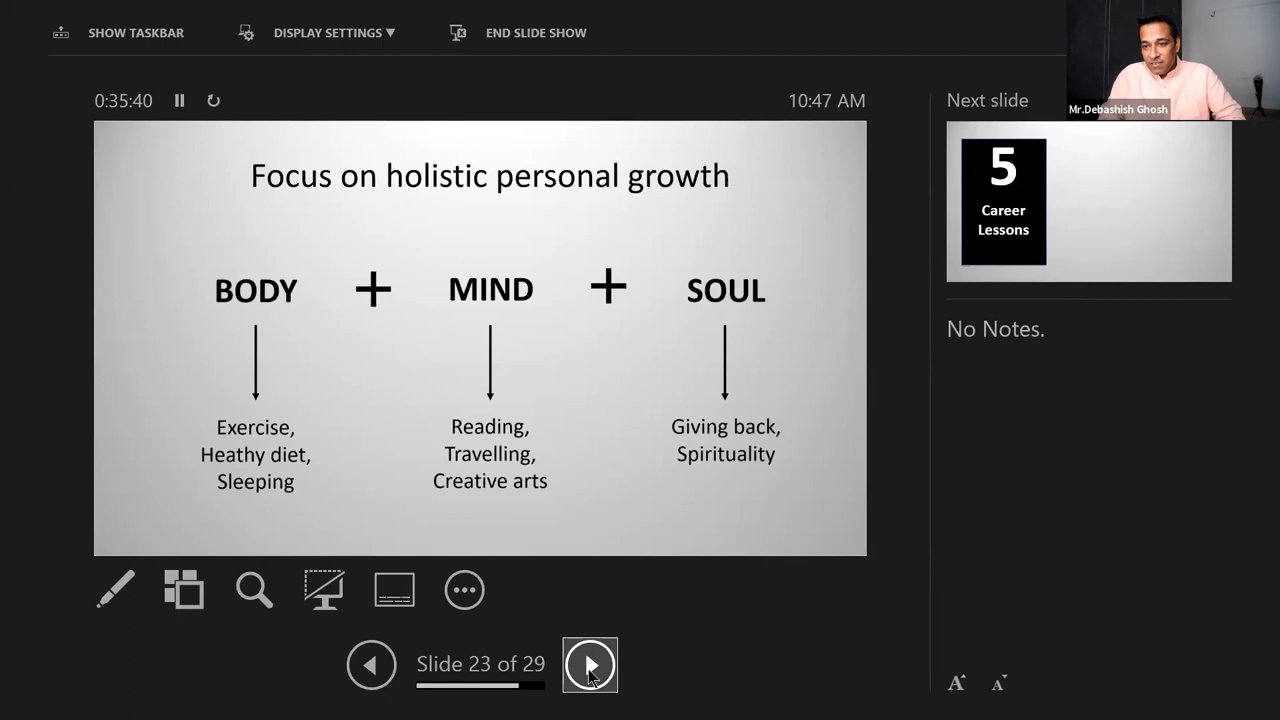 SHOW TASKBAR
DISPLAY SETTINGS ▼
END SLIDE SHOW
Mr.Debashish Ghosh
0:35:40
10:47 AM
Focus on holistic personal growth
BODY + MIND + SOUL
Exercise,
Heathy diet,
Sleeping
Reading,
Travelling,
Creative arts
Giving back,
Spirituality
Next slide
5
Career
Lessons
No Notes.
Slide 23 of 29
A A